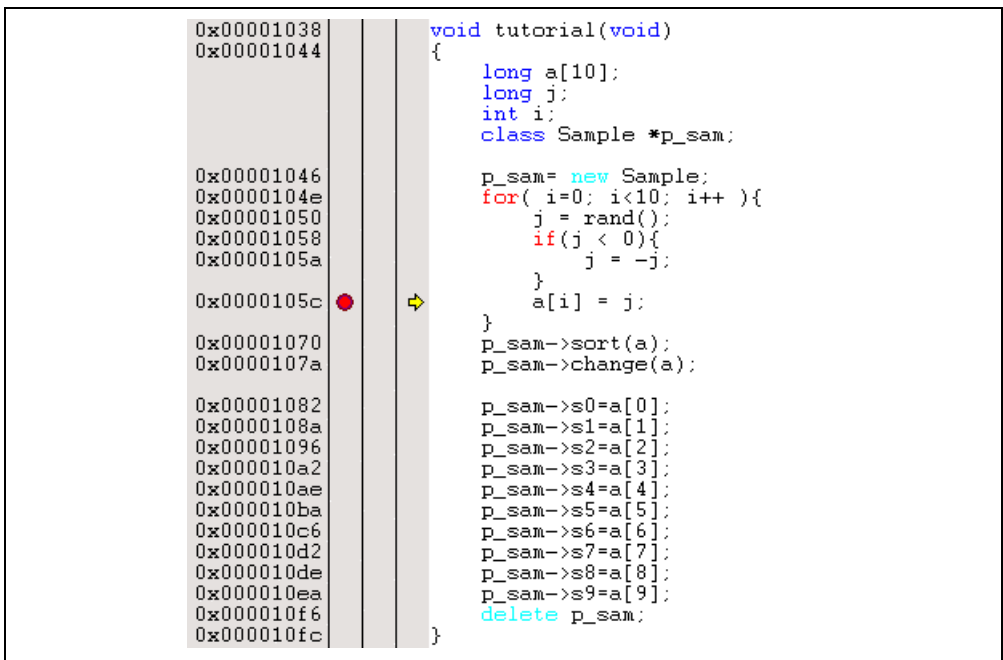 0x00001038 void tutorial(void)
0x00001044 {
long a[10];
long j;
int i;
class Sample *p_sam;
0x00001046 p_sam= new Sample;
0x0000104e for( i=0; i<10; i++ ){
0x00001050 j = rand();
0x00001058 if(j < 0){
0x0000105a j = -j;
}
0x0000105c a[i] = j;
}
0x00001070 p_sam->sort(a);
0x0000107a p_sam->change(a);
0x00001082 p_sam->s0=a[0];
0x0000108a p_sam->s1=a[1];
0x00001096 p_sam->s2=a[2];
0x000010a2 p_sam->s3=a[3];
0x000010ae p_sam->s4=a[4];
0x000010ba p_sam->s5=a[5];
0x000010c6 p_sam->s6=a[6];
0x000010d2 p_sam->s7=a[7];
0x000010de p_sam->s8=a[8];
0x000010ea p_sam->s9=a[9];
0x000010f6 delete p_sam;
0x000010fc }